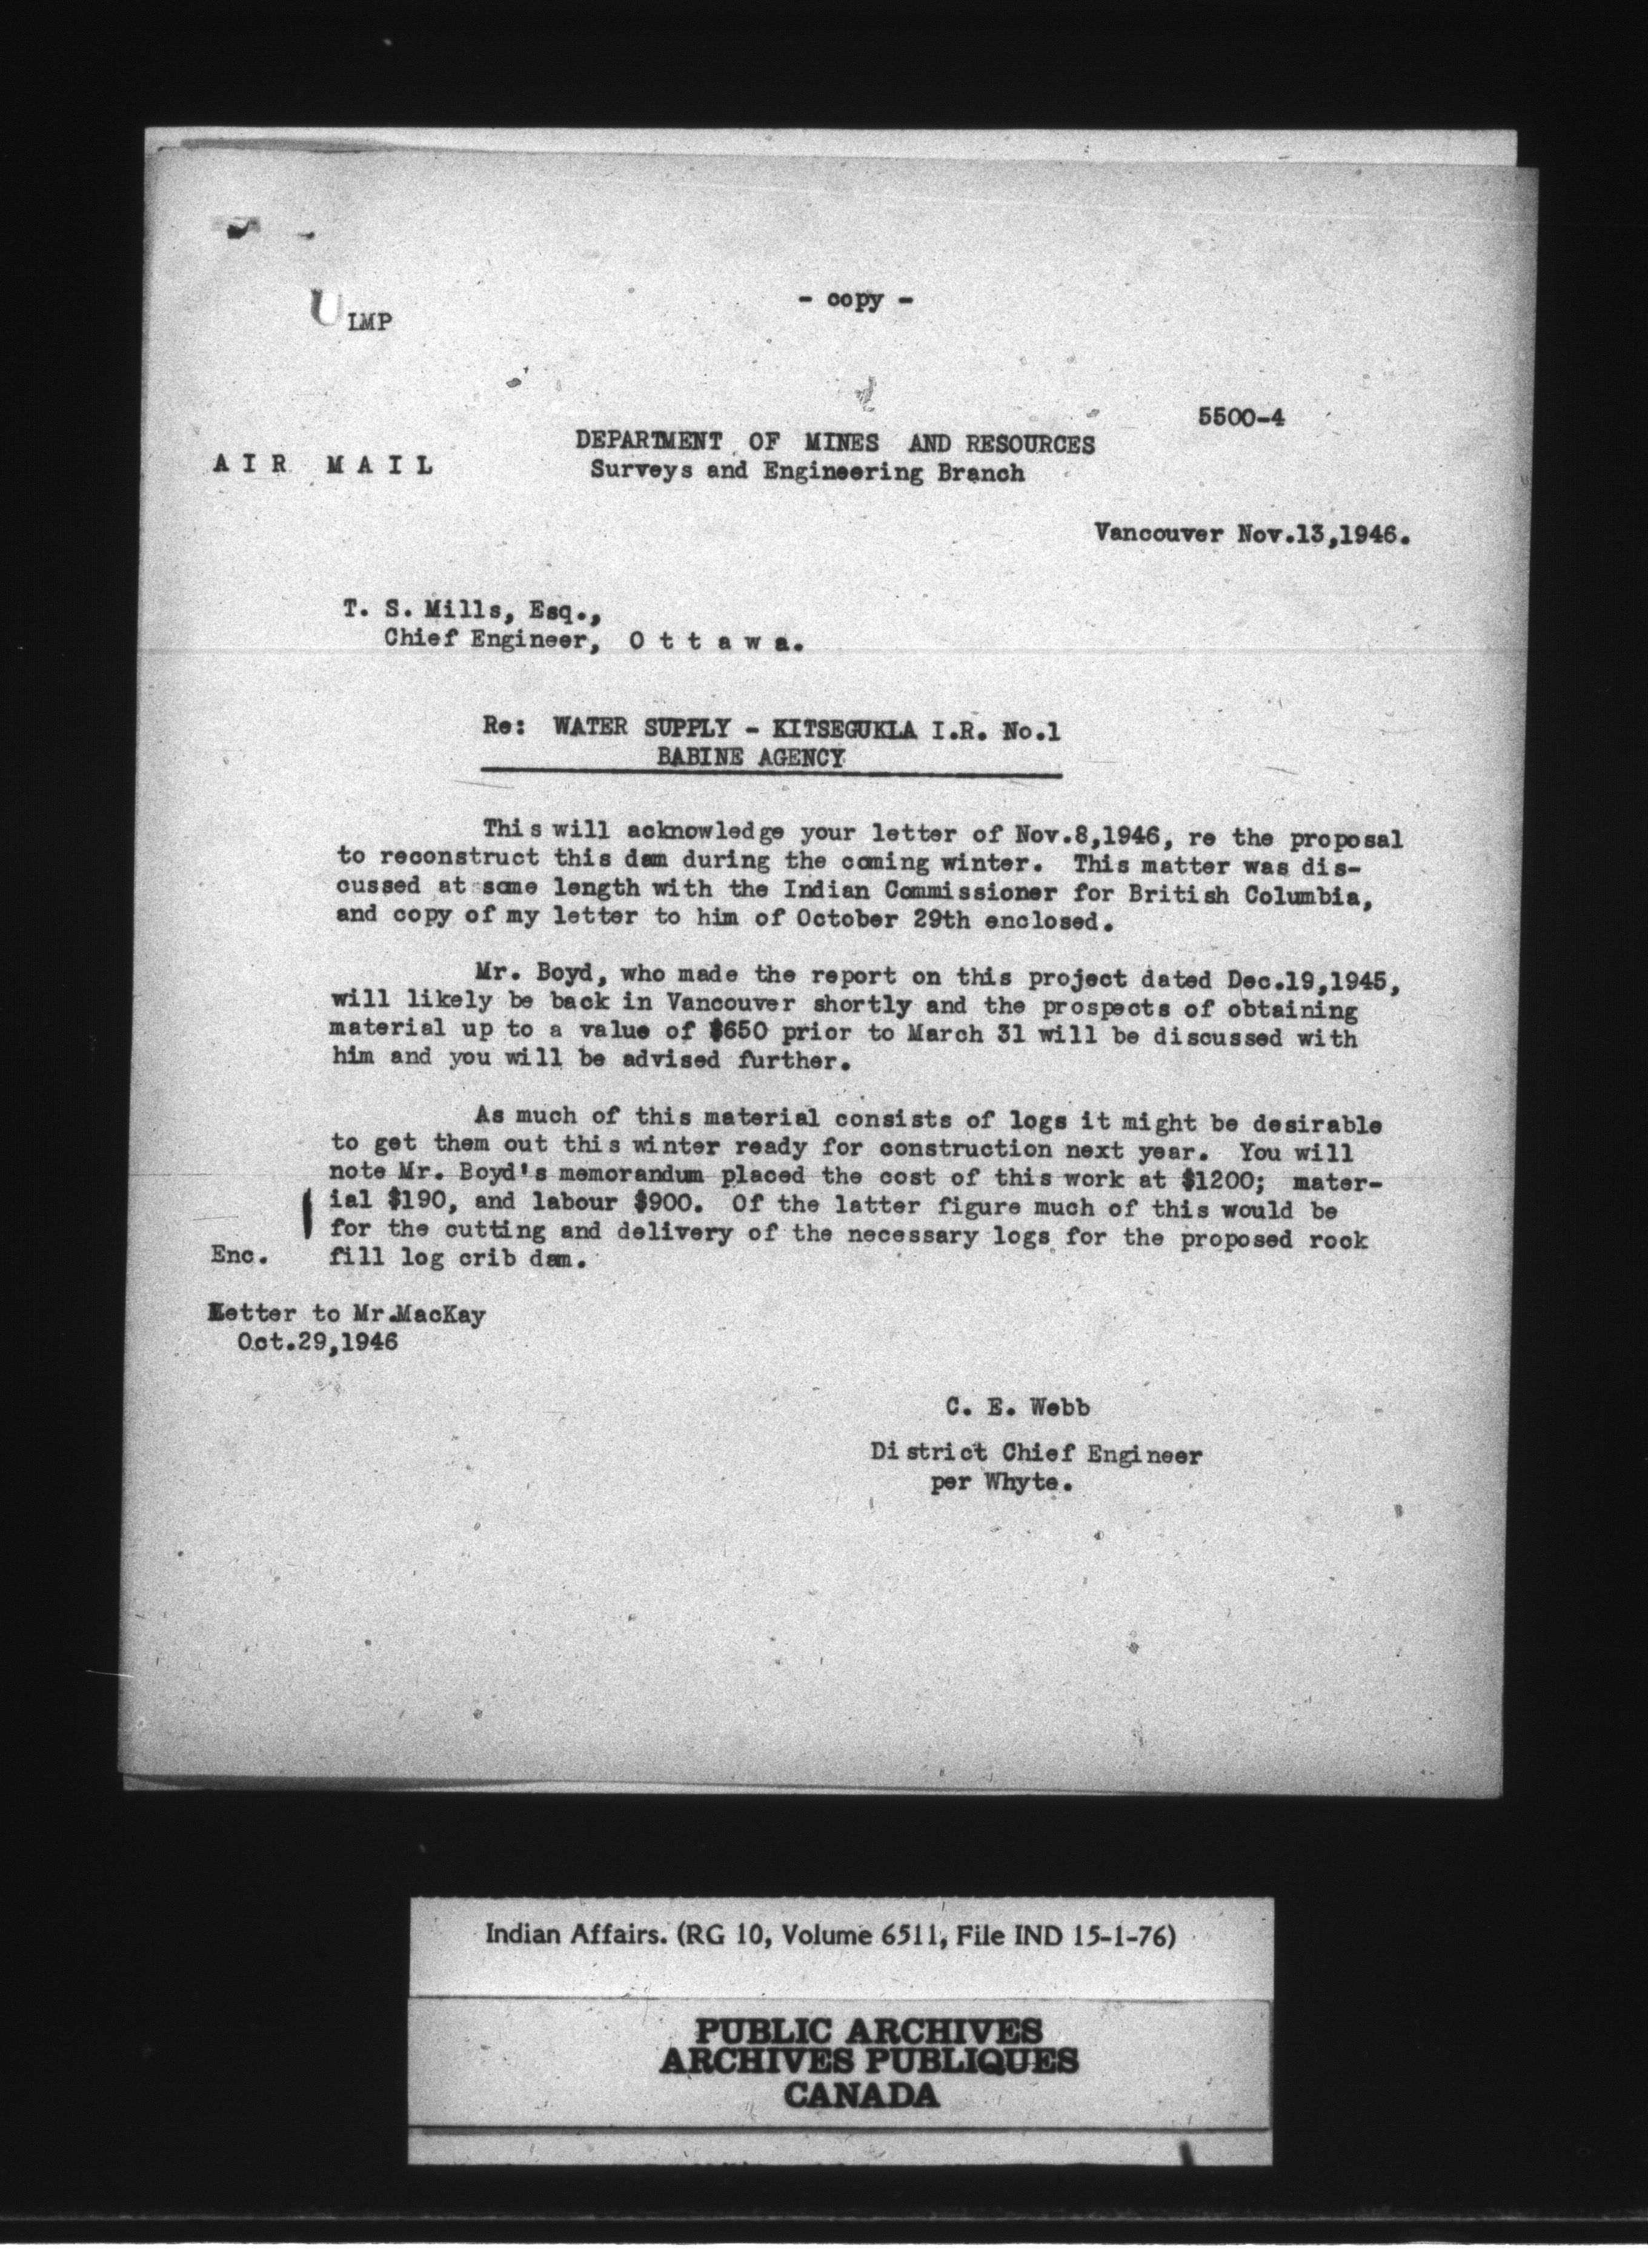 - copy -
LMP
5500-4
DEPARTMENT OF MINES AND RESOURCES
AIR MAIL
Surveys and Engineering Branch
Vancouver Nov.13,1946.
T. S. Mills, Esq.,
Chief Engineer, O t t a w a.
Re: WATER SUPPLY - KITSEGUKLA I.R. No.1
BABINE AGENCY
This will acknowledge your letter of Nov.8,1946, re the proposal
to reconstruct this dam during the coming winter. This matter was dis-
cussed at some length with the Indian Commissioner for British Columbia,
and copy of my letter to him of October 29th enclosed.
Mr. Boyd, who made the report on this project dated Dec.19,1945,
will likely be back in Vancouver shortly and the prospects of obtaining
material up to a value of $650 prior to March 31 will be discussed with
him and you will be advised further.
As much of this material consists of logs it might be desirable
to get them out this winter ready for construction next year. You will
note Mr. Boyd's memorandum placed the cost of this work at $1200; mater-
ial $190, and labour $900. Of the latter figure much of this would be
for the cutting and delivery of the necessary logs for the proposed rock
Enc. fill log crib dam.
Letter to Mr.MacKay
Oct.29,1946
C. E. Webb
District Chief Engineer
per Whyte.
Indian Affairs. (RG 10, Volume 6511, File IND 15-1-76)
PUBLIC ARCHIVES
ARCHIVES PUBLIQUES
CANADA